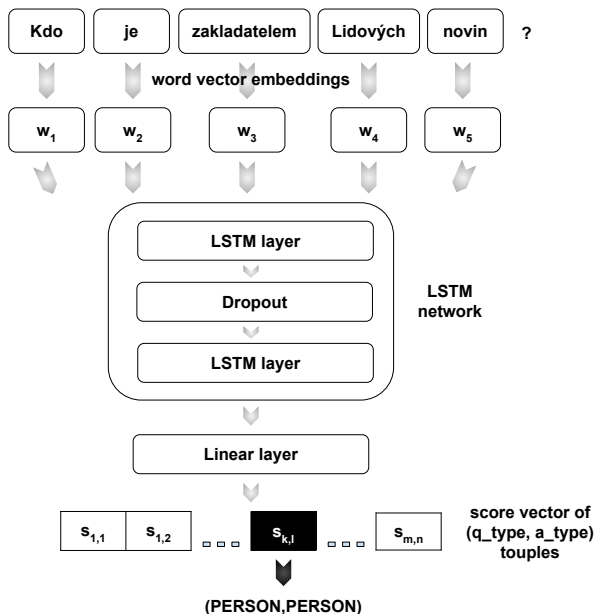 Kdo je zakladatelem Lidových novin ?
word vector embeddings
w1 w2 w3 w4 w5
LSTM layer
Dropout
LSTM layer
LSTM
network
Linear layer
s1,1 s1,2 sk,l sm,n
score vector of
(q_type, a_type)
touples
(PERSON,PERSON)